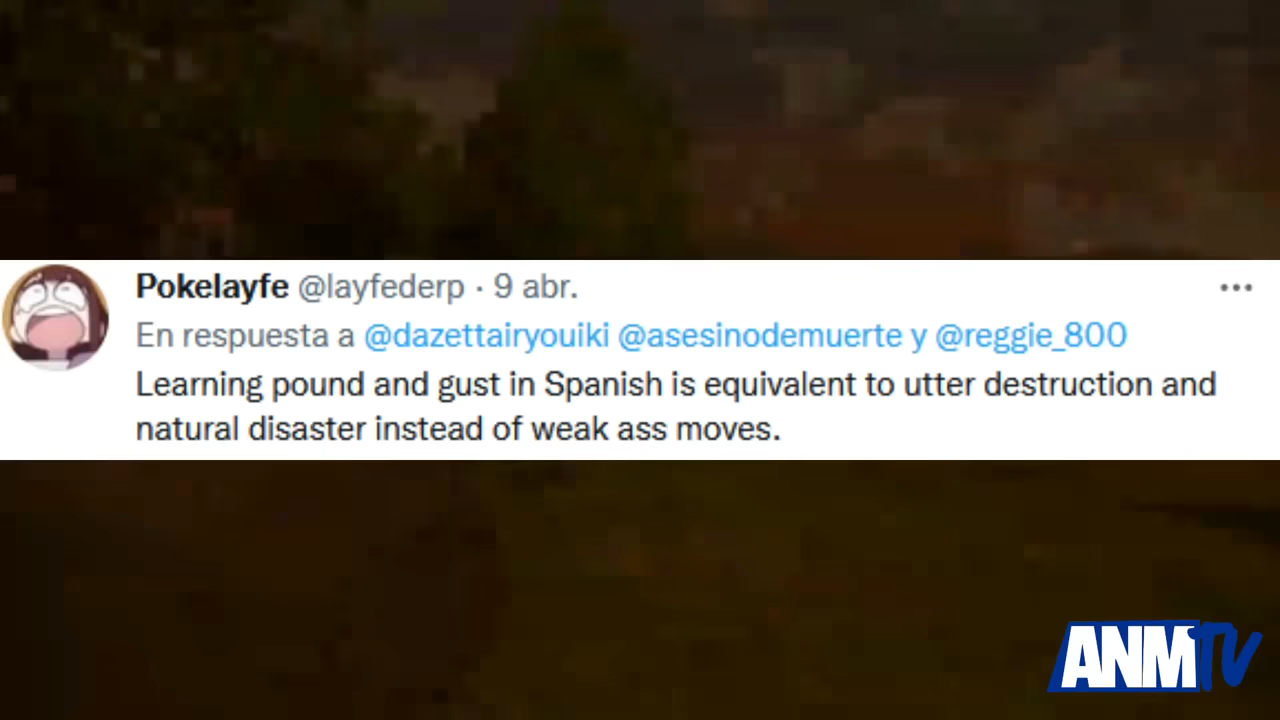 Pokelayfe @layfederp · 9 abr.
En respuesta a @dazettairyouiki @asesinodemuerte y @reggie_800
Learning pound and gust in Spanish is equivalent to utter destruction and
natural disaster instead of weak ass moves.
ANMTV